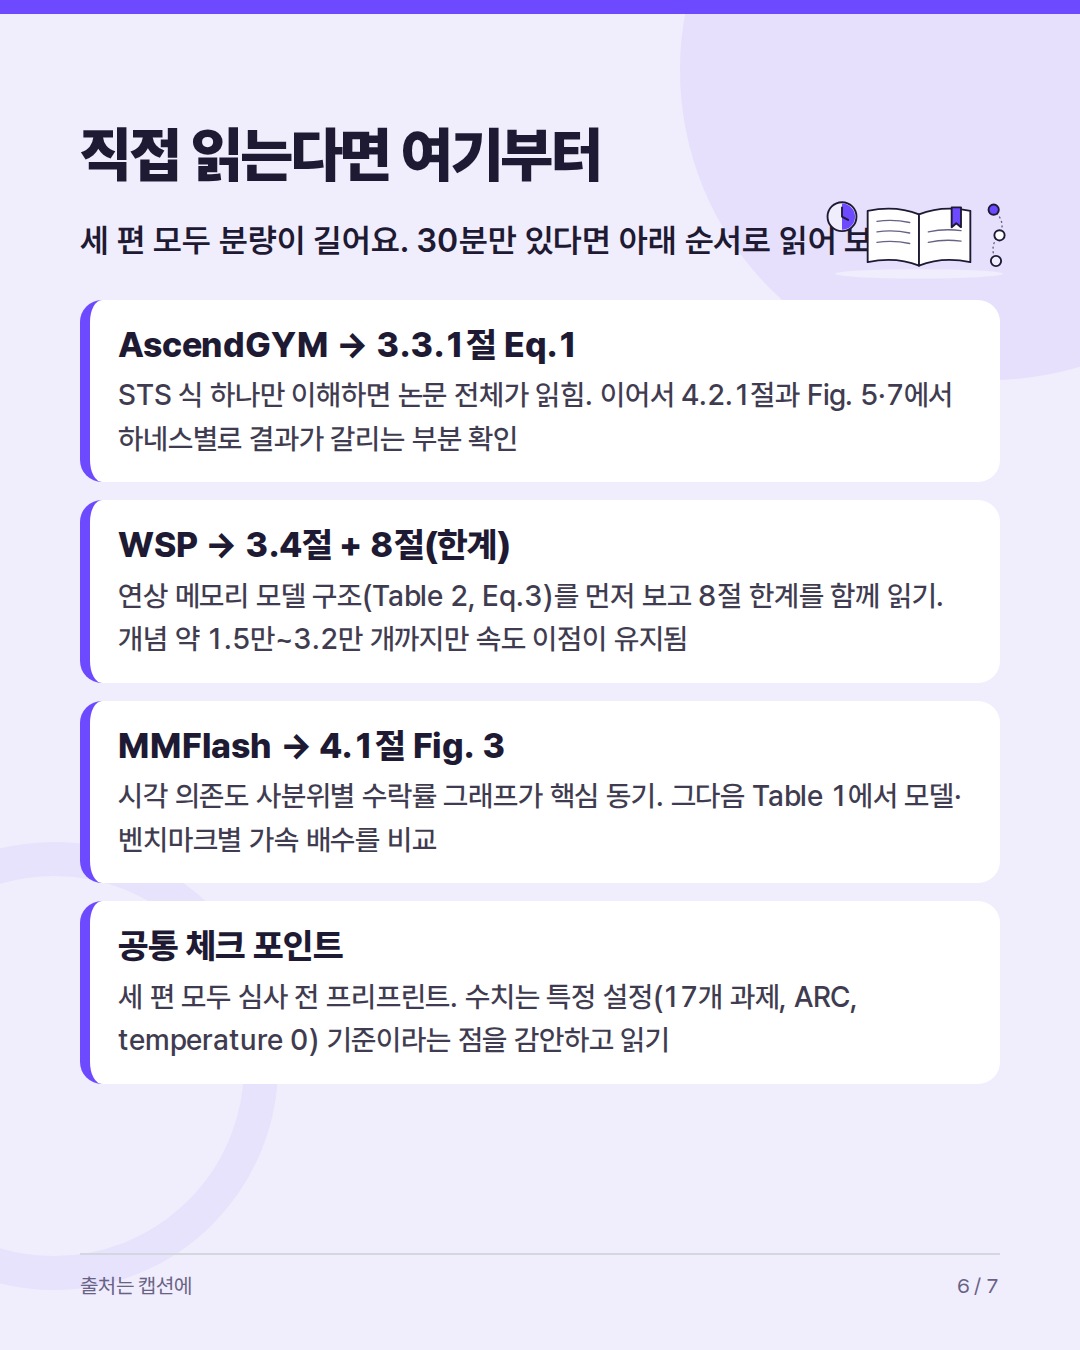 직접 읽는다면 여기부터
세 편 모두 분량이 길어요. 30분만 있다면 아래 순서로 읽어
AscendGYM → 3.3.1절 Eq.1
STS 식 하나만 이해하면 논문 전체가 읽힘. 이어서 4.2.1절과 Fig. 5·7에서
하네스별로 결과가 갈리는 부분 확인
WSP → 3.4절 + 8절(한계)
연상 메모리 모델 구조(Table 2, Eq.3)를 먼저 보고 8절 한계를 함께 읽기.
개념 약 1.5만~3.2만 개까지만 속도 이점이 유지됨
MMFlash → 4.1절 Fig. 3
시각 의존도 사분위별 수락률 그래프가 핵심 동기. 그다음 Table 1에서 모델·
벤치마크별 가속 배수를 비교
공통 체크 포인트
세 편 모두 심사 전 프리프린트. 수치는 특정 설정(17개 과제, ARC,
temperature 0) 기준이라는 점을 감안하고 읽기
출처는 캡션에
6 / 7